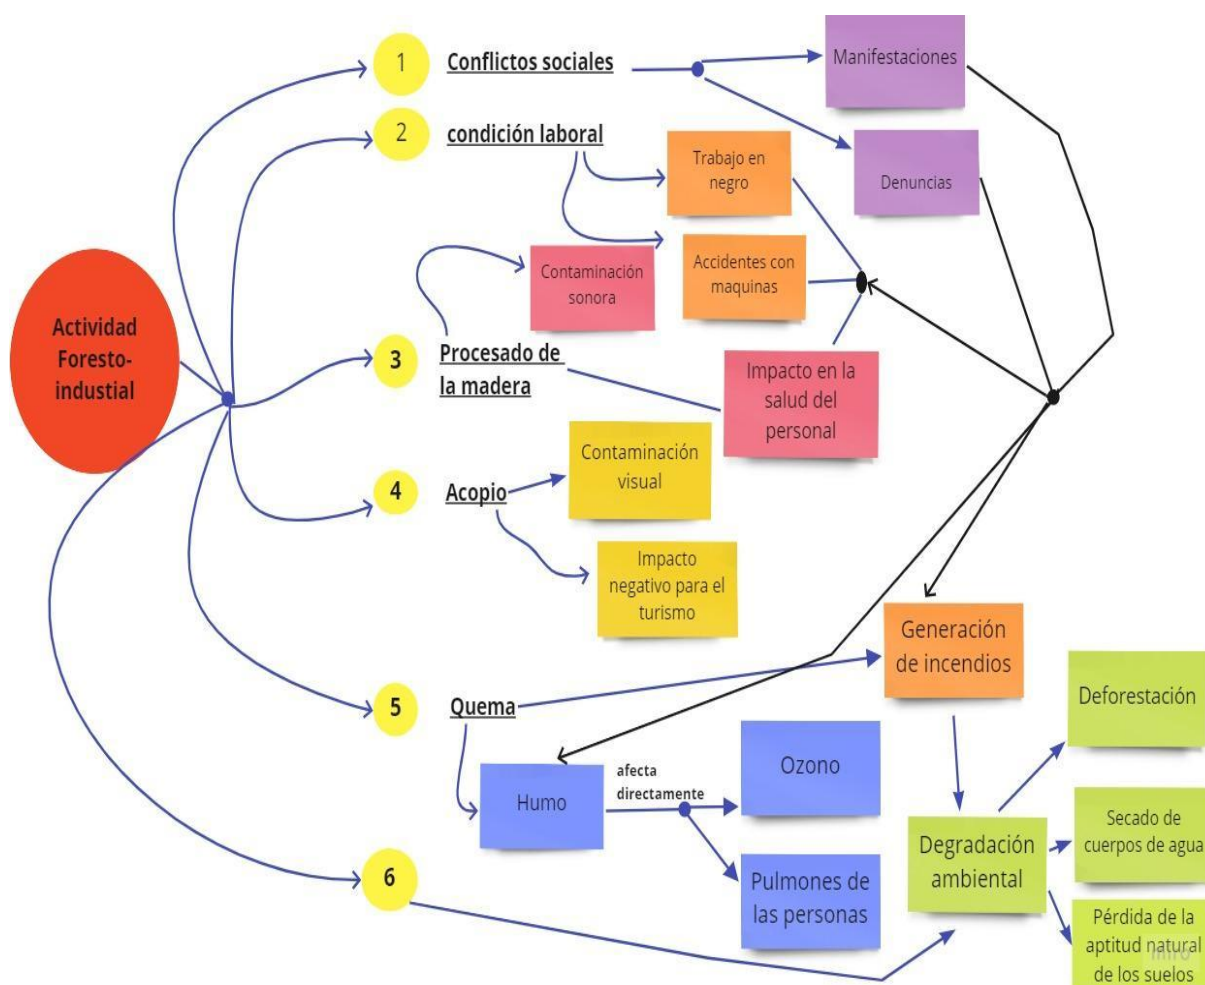 Actividad
Foresto-
industial
1
Conflictos sociales
Manifestaciones
Denuncias
2
condición laboral
Trabajo en
negro
Accidentes con
maquinas
3
Procesado de
la madera
Contaminación
sonora
Impacto en la
salud del
personal
4
Acopio
Contaminación
visual
Impacto
negativo para el
turismo
5
Quema
Generación
de incendios
Humo
afecta
directamente
Ozono
Pulmones de
las personas
6
Degradación
ambiental
Deforestación
Secado de
cuerpos de agua
Pérdida de la
aptitud natural
de los suelos
miro